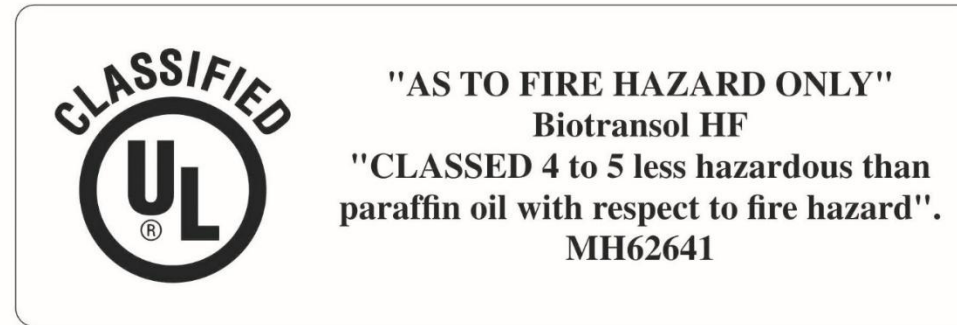 CLASSIFIED
UL
®
"AS TO FIRE HAZARD ONLY"
Biotransol HF
"CLASSED 4 to 5 less hazardous than
paraffin oil with respect to fire hazard".
MH62641